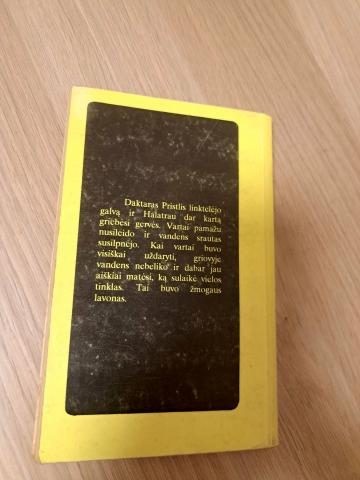 Daktaras Pristlis linktelėjo
galvą ir Halatrau dar kartą
griebėsi gervės. Vartai pamažu
nusileido ir vandens srautas
susilpnėjo. Kai vartai buvo
visiškai uždaryti, griovyje
vandens nebeliko ir dabar jau
aiškiai matėsi, ką sulaikė vielos
tinklas. Tai buvo žmogaus
lavonas.